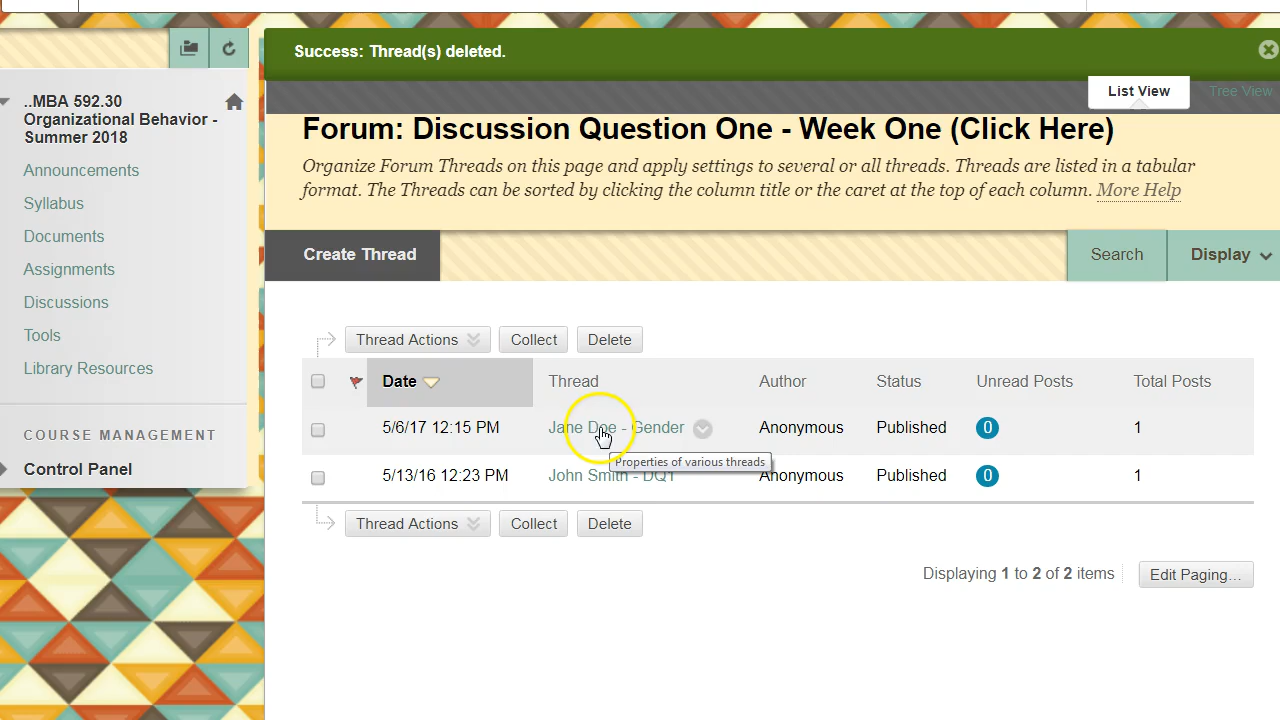 Success: Thread(s) deleted.
List View
Tree View
..MBA 592.30
Organizational Behavior -
Summer 2018
Announcements
Syllabus
Documents
Assignments
Discussions
Tools
Library Resources
COURSE MANAGEMENT
Control Panel
Forum: Discussion Question One - Week One (Click Here)
Organize Forum Threads on this page and apply settings to several or all threads. Threads are listed in a tabular
format. The Threads can be sorted by clicking the column title or the caret at the top of each column. More Help
Create Thread
Search
Display
Thread Actions Collect Delete
Date Thread Author Status Unread Posts Total Posts
5/6/17 12:15 PM Jane Doe - Gender Anonymous Published 0 1
Properties of various threads
5/13/16 12:23 PM John Smith - DQ1 Anonymous Published 0 1
Thread Actions Collect Delete
Displaying 1 to 2 of 2 items Edit Paging...